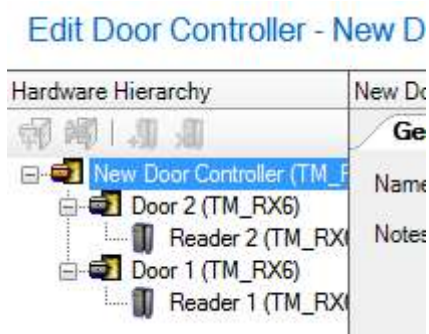 Edit Door Controller - New D
Hardware Hierarchy
New Do
Ge
New Door Controller (TM_F
Name
Door 2 (TM_RX6)
Reader 2 (TM_RX
Notes
Door 1 (TM_RX6)
Reader 1 (TM_RX